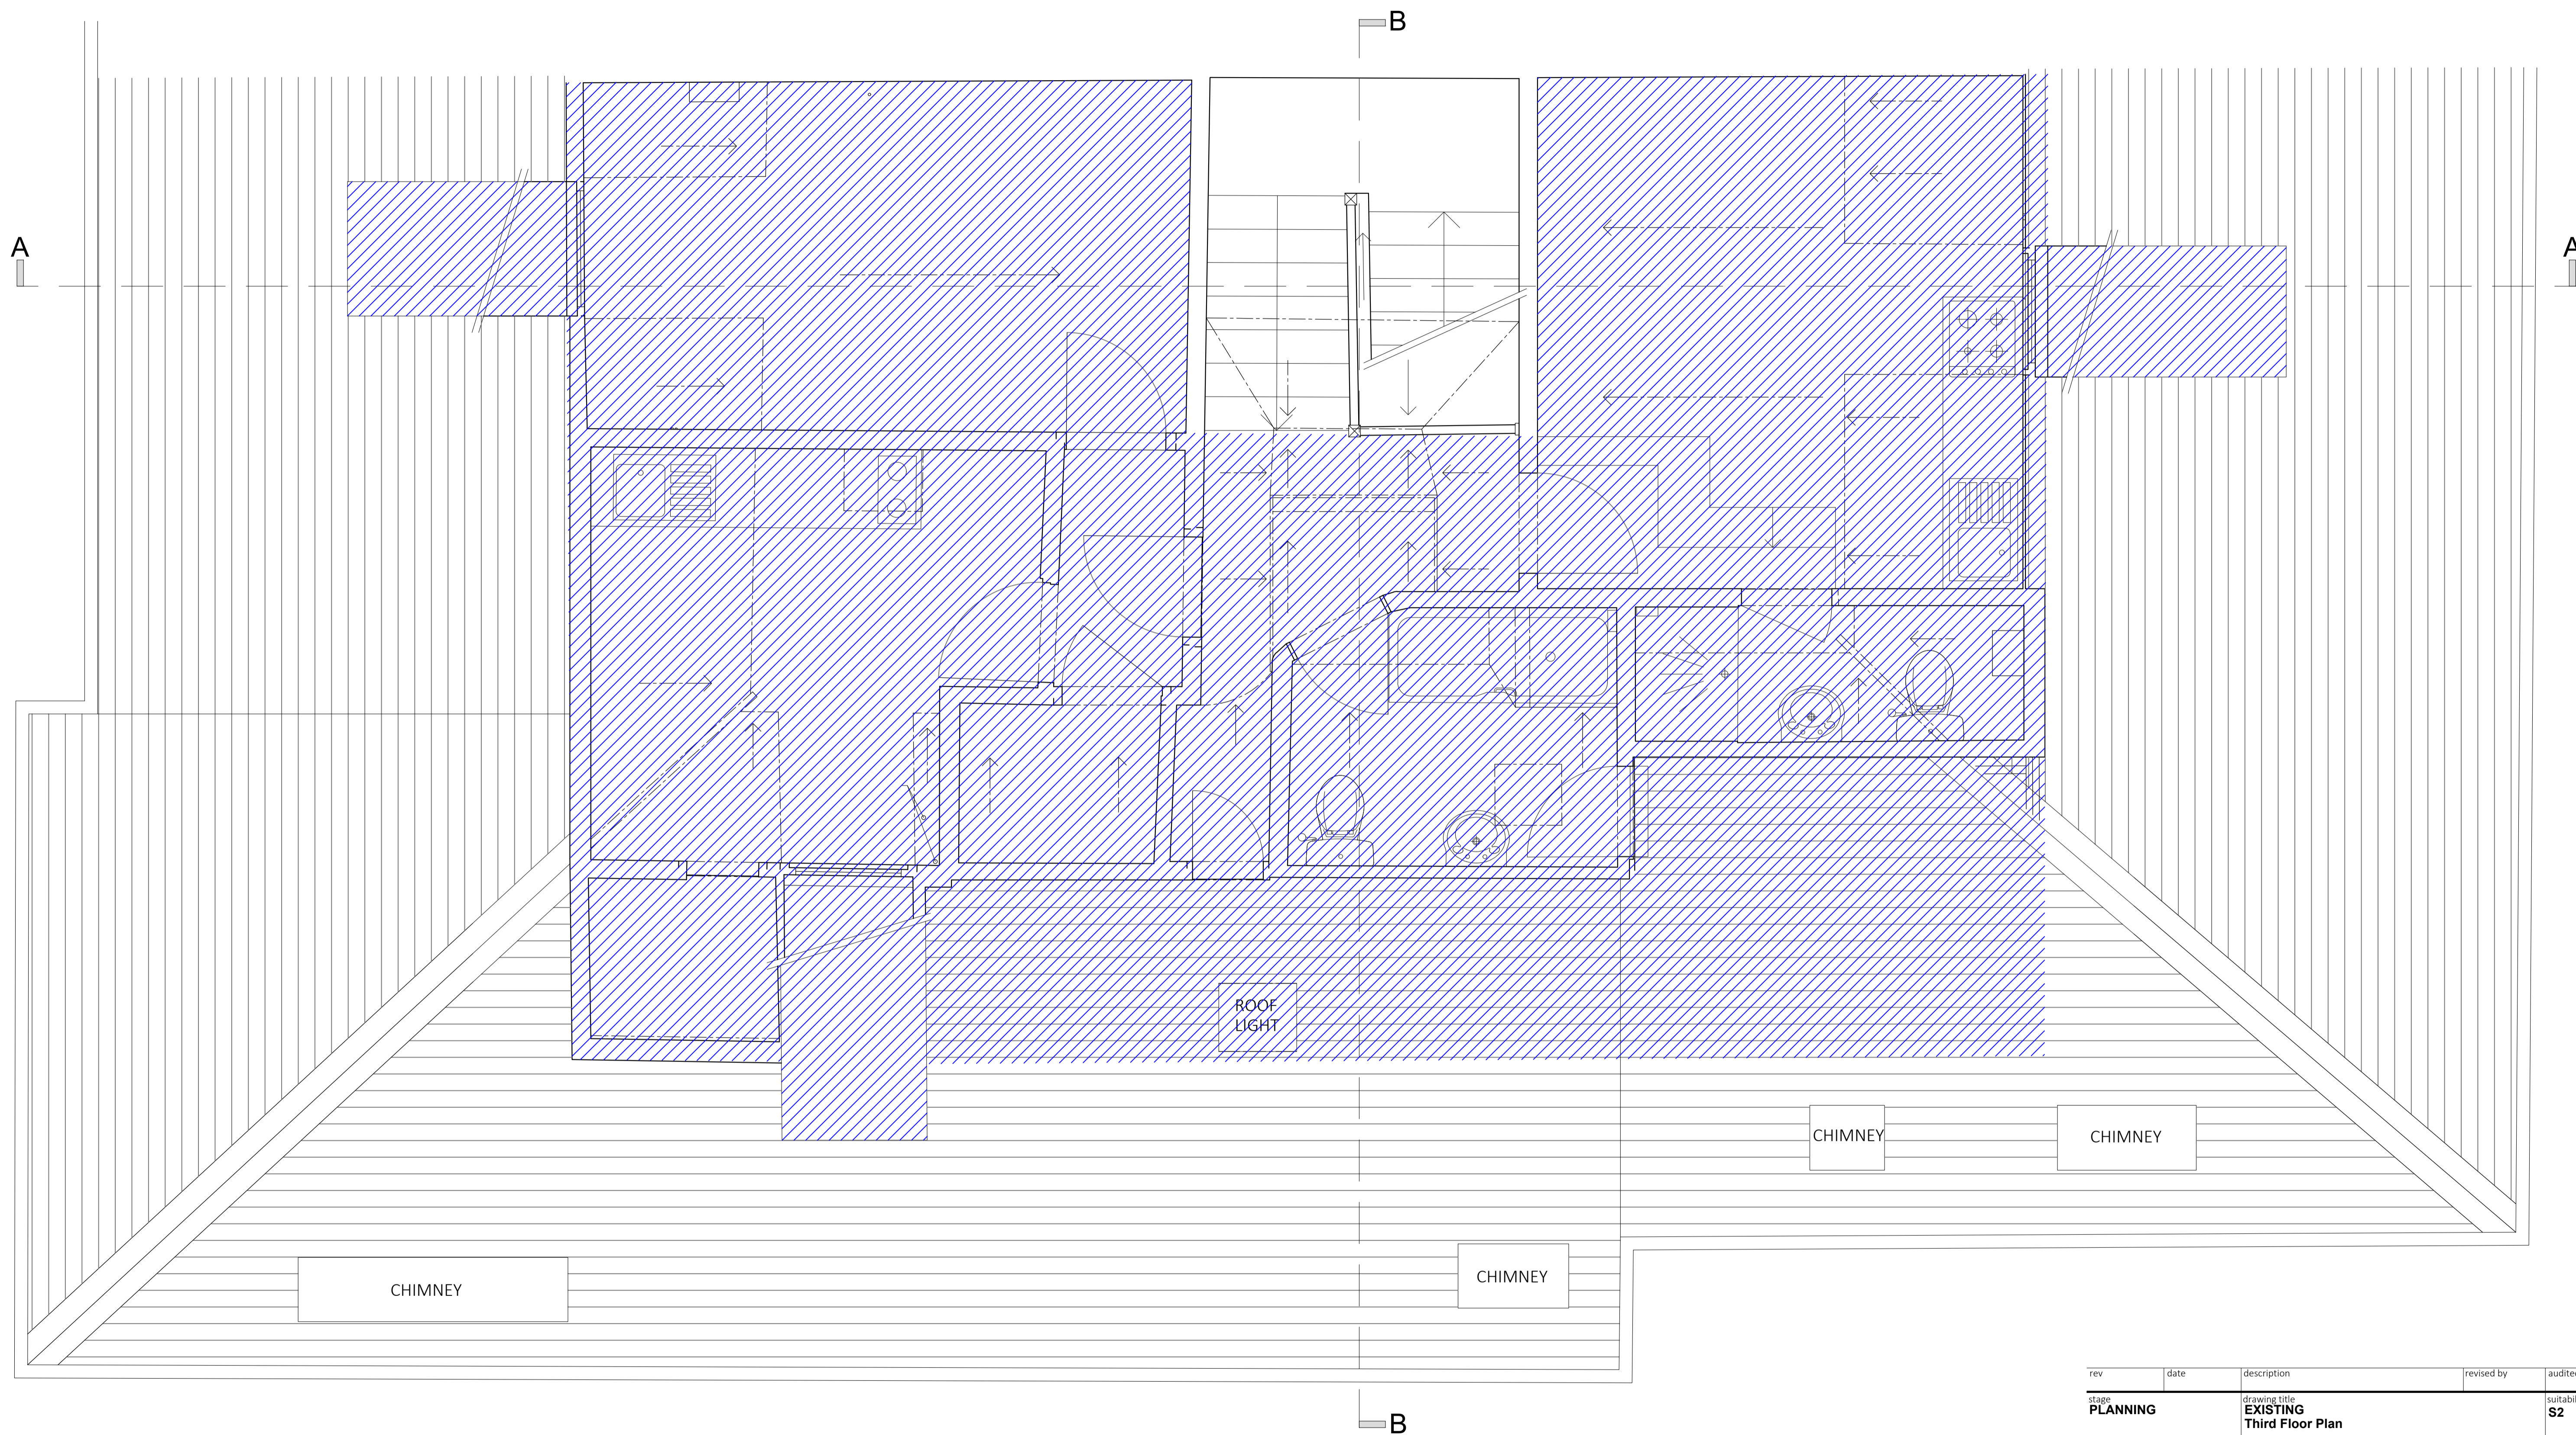 B
A
A
ROOF
LIGHT
CHIMNEY
CHIMNEY
CHIMNEY
CHIMNEY
B
rev date description revised by audited
stage drawing title
PLANNING EXISTING S2
Third Floor Plan